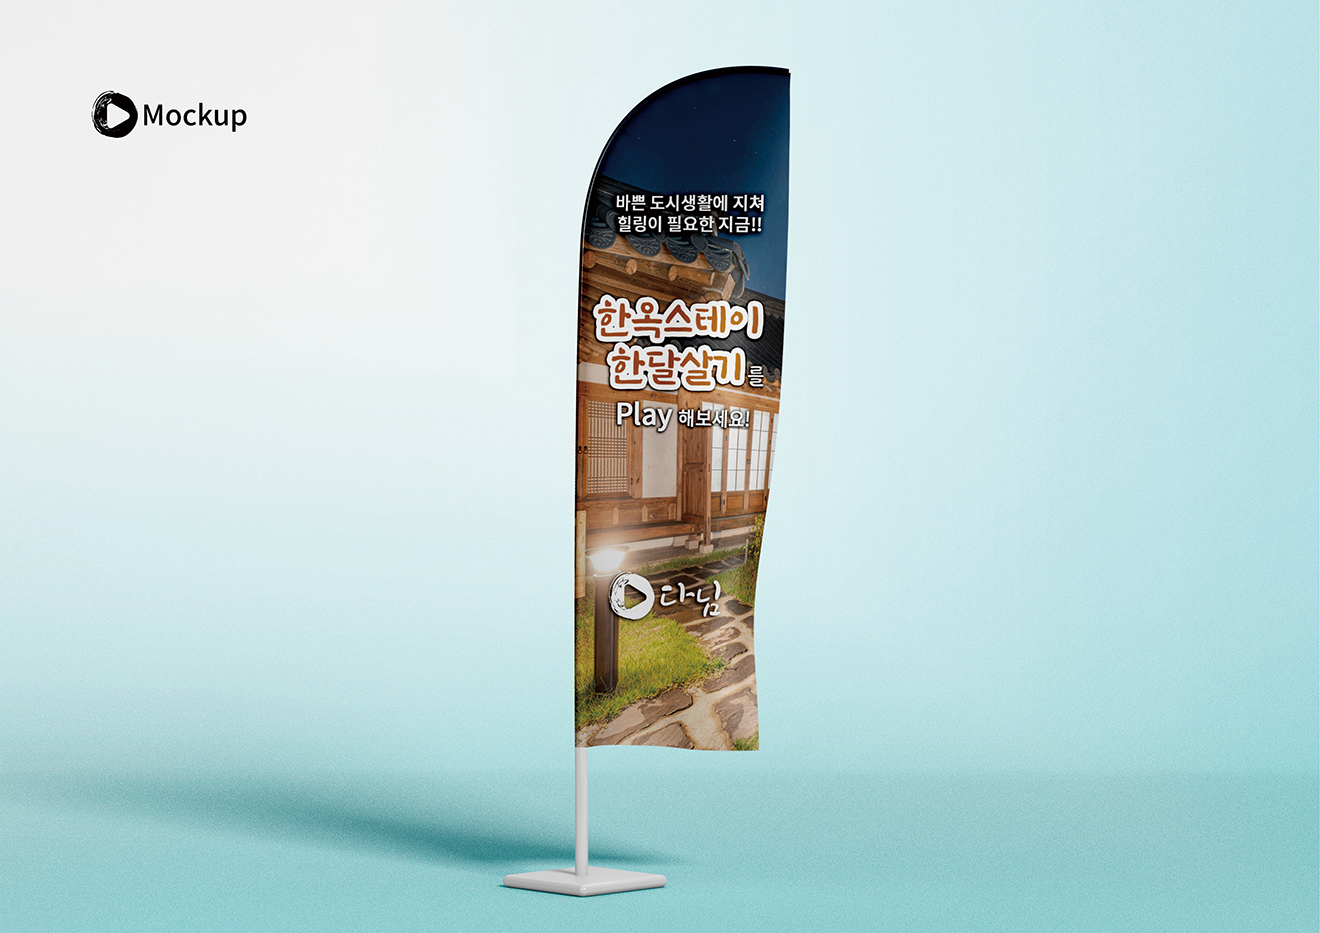 Mockup
바쁜 도시생활에 지쳐
힐링이 필요한 지금!!
한옥스테이
한달살기를
Play 해보세요!
다님